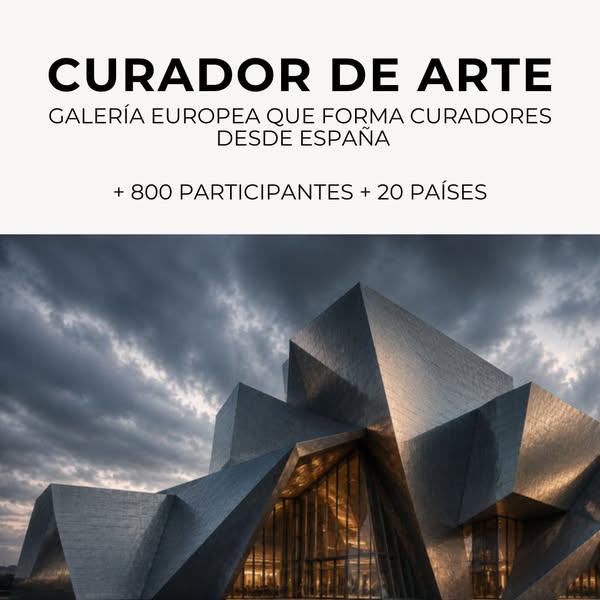 CURADOR DE ARTE
GALERÍA EUROPEA QUE FORMA CURADORES
DESDE ESPAÑA
+ 800 PARTICIPANTES + 20 PAÍSES